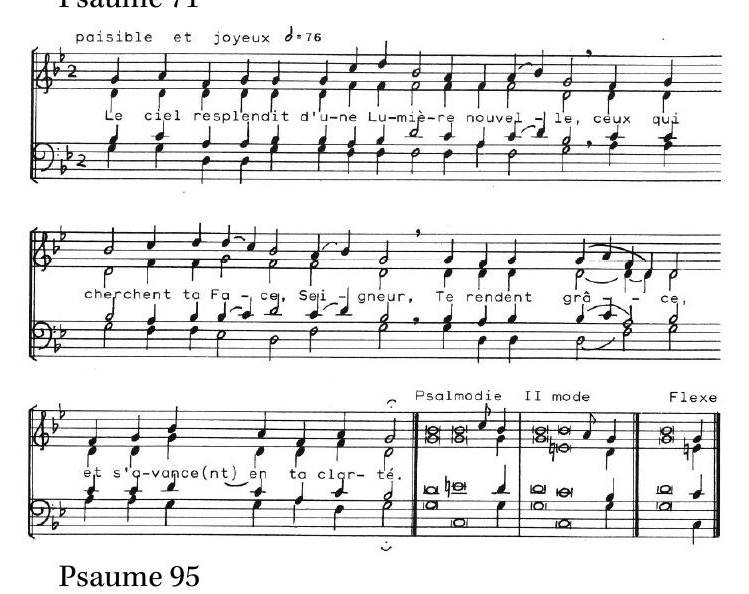 Psaume 71
paisible et joyeux 𝅗𝅥=76
Le ciel resplendit d'u-ne Lu-miè-re nouvel - le, ceux qui
cherchent ta Fa - ce, Sei - gneur, Te rendent grâ - - ce,
Psalmodie II mode Flexe
et s'a-vance(nt) en ta clar- té.
Psaume 95